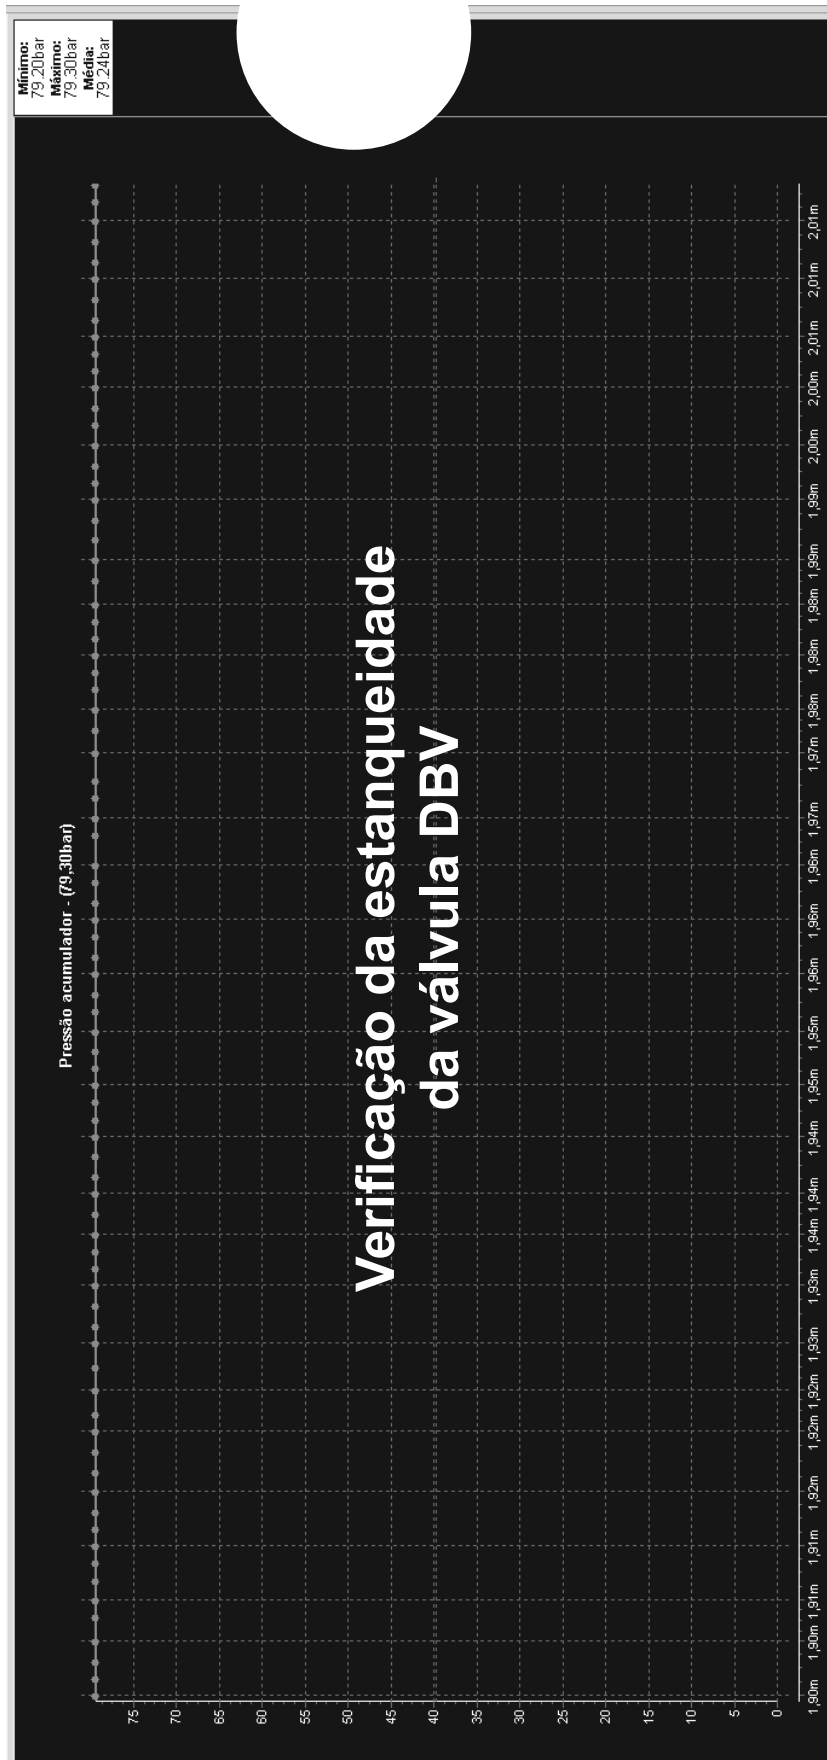 Mínimo:
79.20bar
Máximo:
79.30bar
Média:
79.24bar
Pressão acumulador - (79,30bar)
Verificação da estanqueidade
da válvula DBV
75
70
65
60
55
50
45
40
35
30
25
20
15
10
5
0
1,90m 1,90m 1,91m 1,91m 1,92m 1,92m 1,92m 1,93m 1,93m 1,94m 1,94m 1,94m 1,95m 1,95m 1,96m 1,96m 1,96m 1,97m 1,97m 1,98m 1,98m 1,98m 1,99m 1,99m 2,00m 2,00m 2,01m 2,01m 2,01m